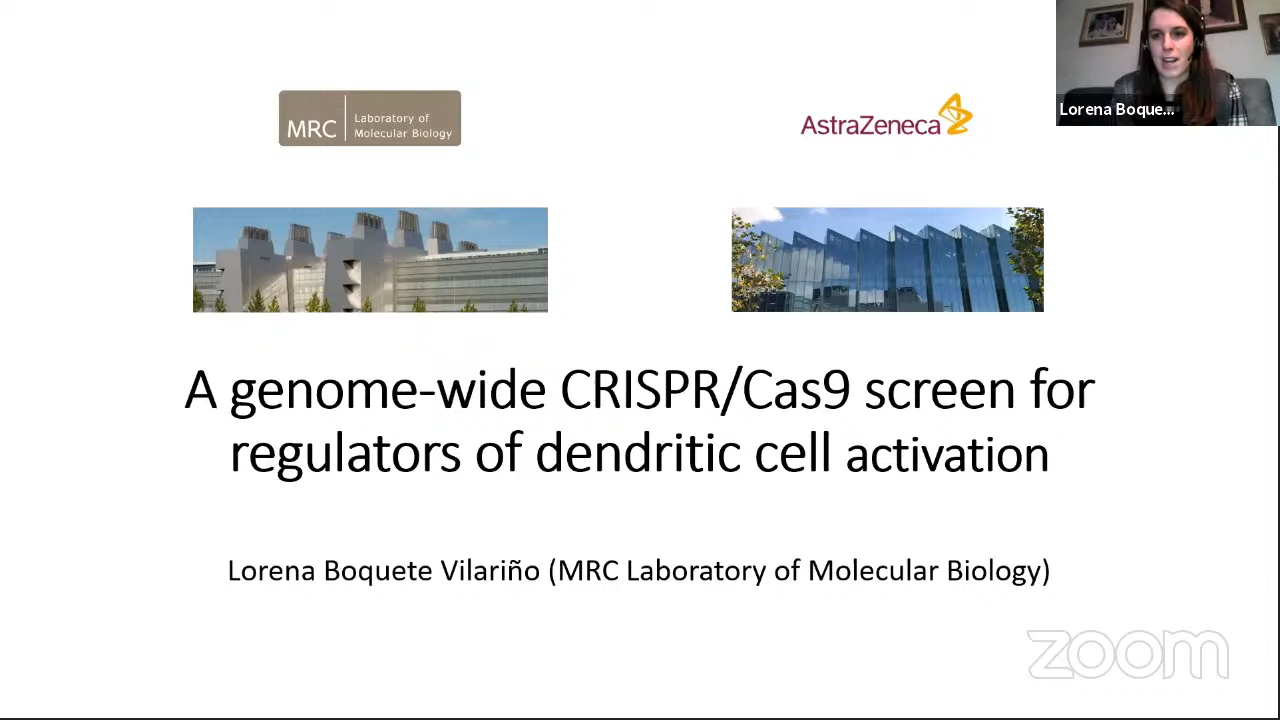 MRC
Laboratory of
Molecular Biology
AstraZeneca
Lorena Boque...
A genome-wide CRISPR/Cas9 screen for
regulators of dendritic cell activation
Lorena Boquete Vilariño (MRC Laboratory of Molecular Biology)
zoom